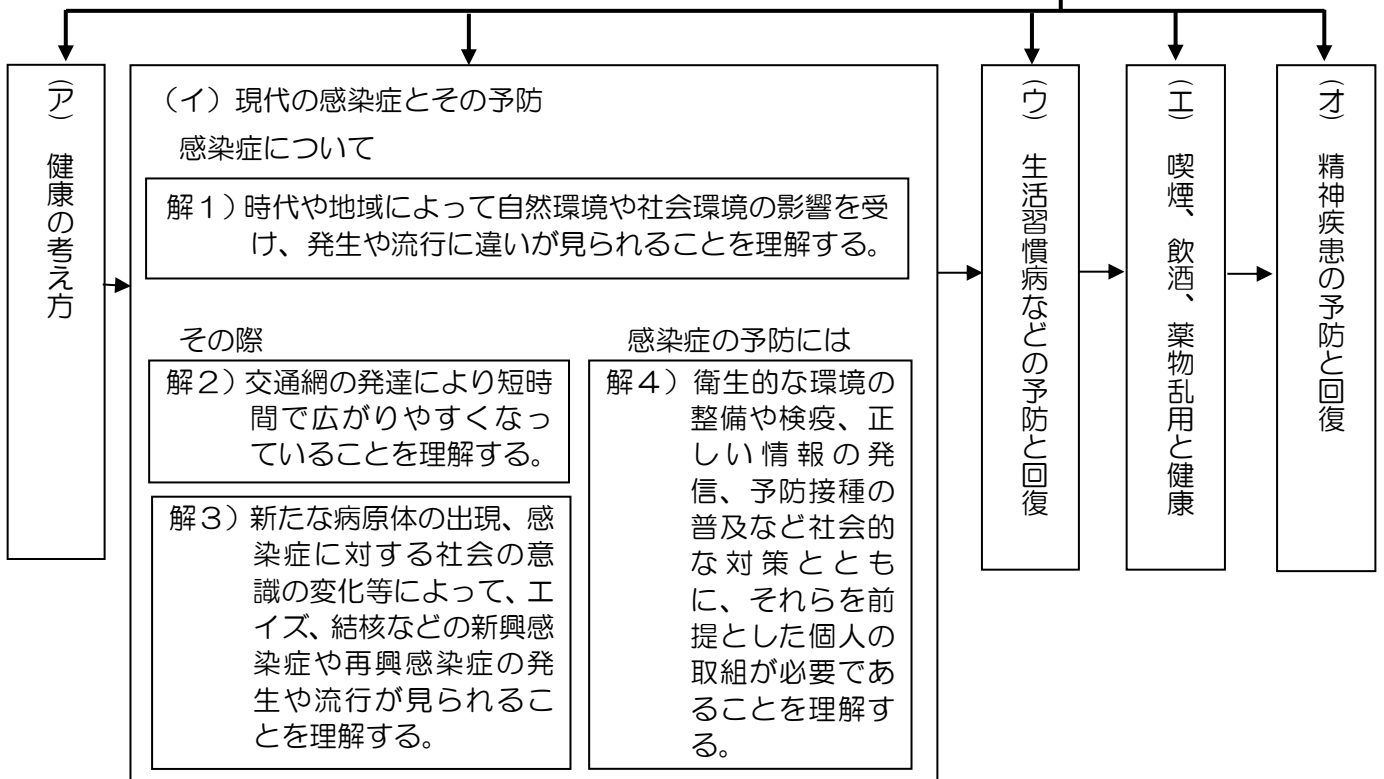 (ア) 健康の考え方
(イ)現代の感染症とその予防
感染症について
解1)時代や地域によって自然環境や社会環境の影響を受
け、発生や流行に違いが見られることを理解する。
その際
解2)交通網の発達により短時
間で広がりやすくなっ
ていることを理解する。
解3)新たな病原体の出現、感
染症に対する社会の意
識の変化等によって、エ
イズ、結核などの新興感
染症や再興感染症の発
生や流行が見られるこ
とを理解する。
感染症の予防には
解4)衛生的な環境の
整備や検疫、正
しい情報の発
信、予防接種の
普及など社会的
な対策ととも
に、それらを前
提とした個人の
取組が必要であ
ることを理解す
る。
(ウ) 生活習慣病などの予防と回復
(エ) 喫煙、飲酒、薬物乱用と健康
(オ) 精神疾患の予防と回復